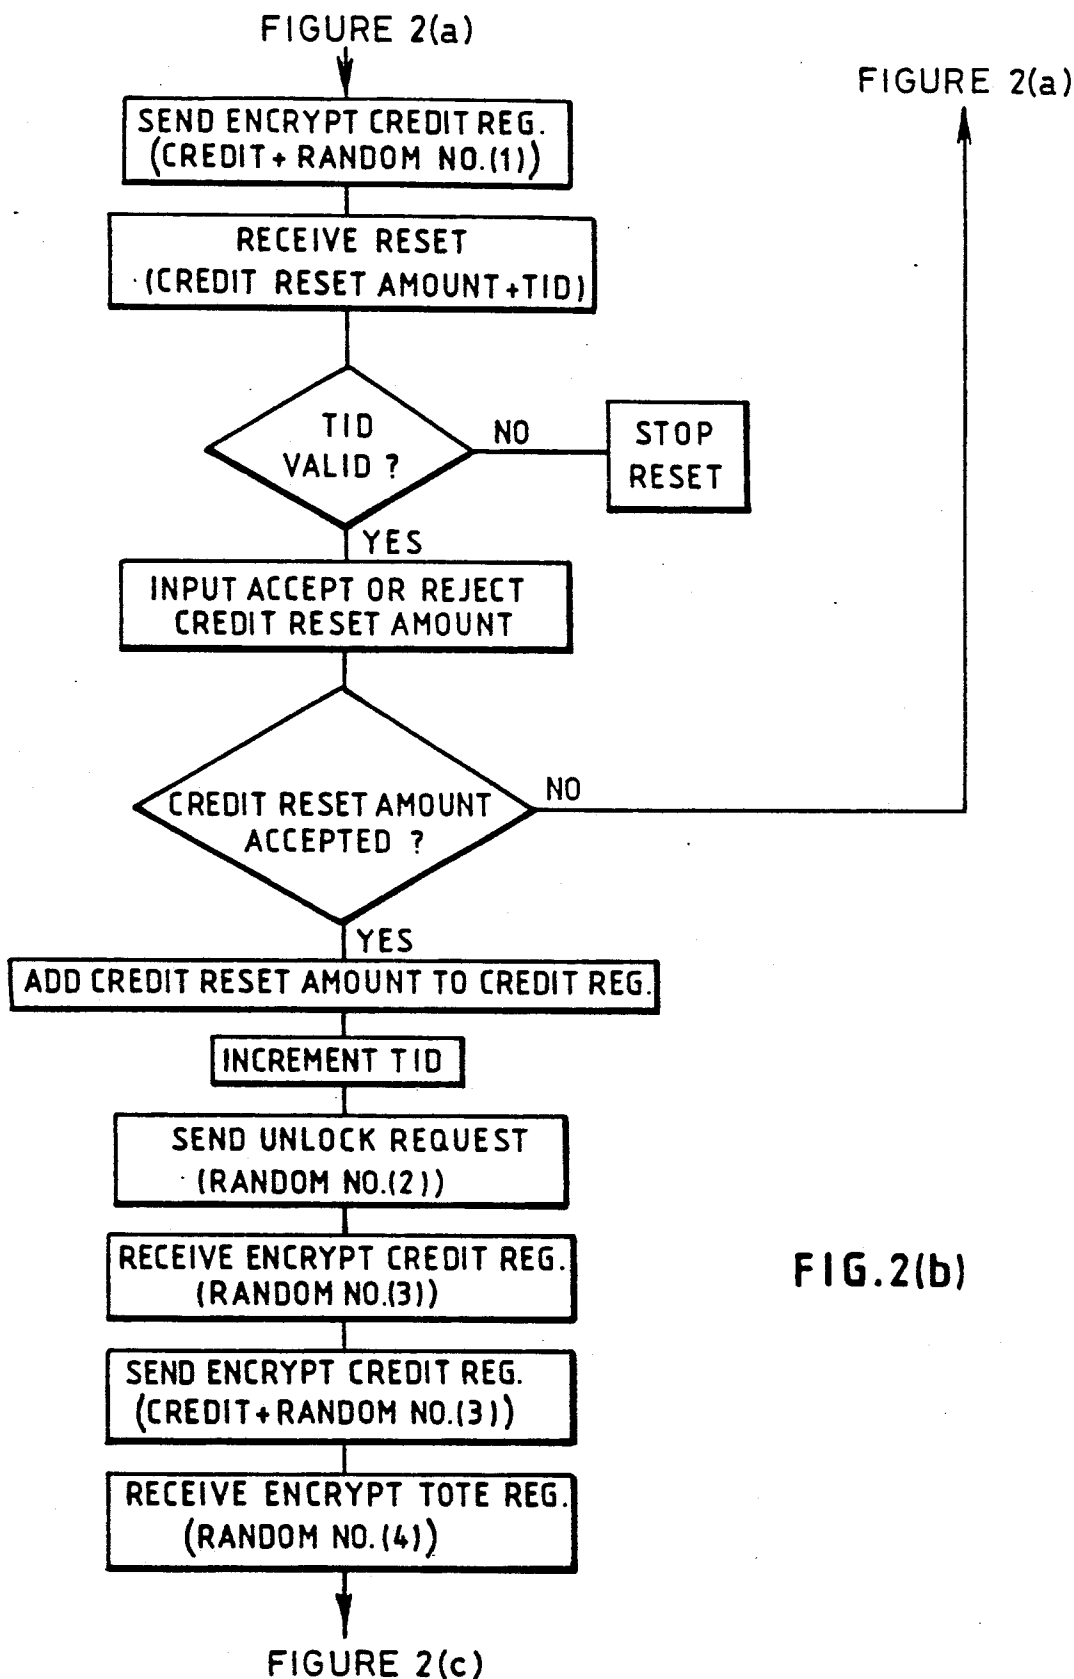 FIGURE 2(a)
FIGURE 2(a)
SEND ENCRYPT CREDIT REG.
(CREDIT+ RANDOM NO.(1))
RECEIVE RESET
(CREDIT RESET AMOUNT+TID)
TID
VALID ?
NO
STOP
RESET
YES
INPUT ACCEPT OR REJECT
CREDIT RESET AMOUNT
CREDIT RESET AMOUNT
ACCEPTED ?
NO
YES
ADD CREDIT RESET AMOUNT TO CREDIT REG.
INCREMENT TID
SEND UNLOCK REQUEST
(RANDOM NO.(2))
RECEIVE ENCRYPT CREDIT REG.
(RANDOM NO.(3))
FIG.2(b)
SEND ENCRYPT CREDIT REG.
(CREDIT+RANDOM NO.(3))
RECEIVE ENCRYPT TOTE REG.
(RANDOM NO.(4))
FIGURE 2(c)